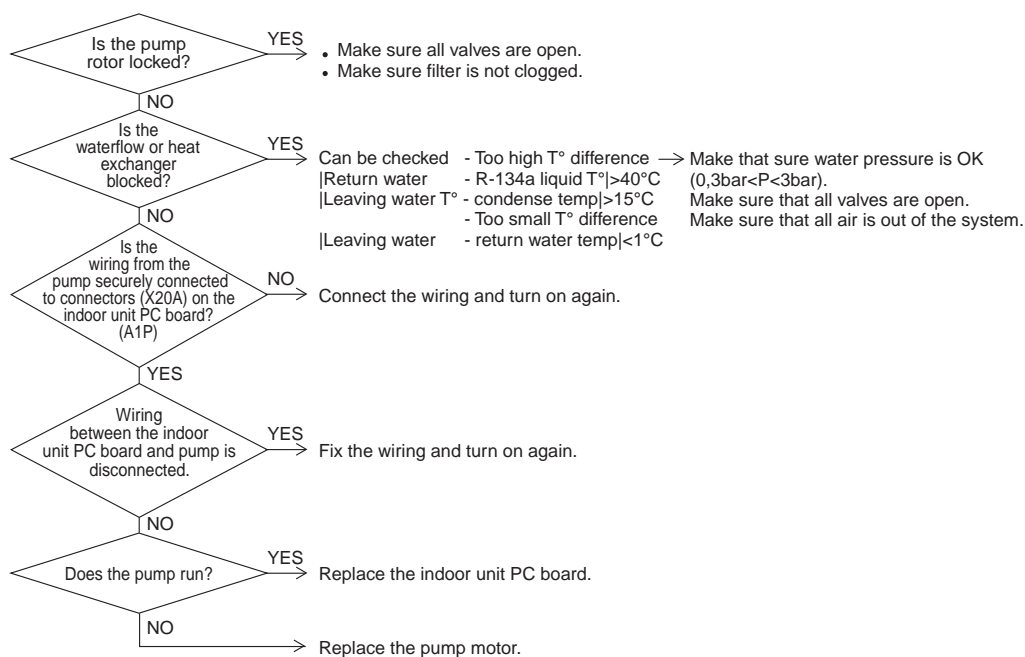 Is the pump
rotor locked?
YES
• Make sure all valves are open.
• Make sure filter is not clogged.
NO
Is the
waterflow or heat
exchanger
blocked?
YES
Can be checked - Too high T° difference
|Return water - R-134a liquid T°|>40°C
|Leaving water T° - condense temp|>15°C
- Too small T° difference
|Leaving water - return water temp|<1°C
Make that sure water pressure is OK
(0,3bar<P<3bar).
Make sure that all valves are open.
Make sure that all air is out of the system.
NO
Is the
wiring from the
pump securely connected
to connectors (X20A) on the
indoor unit PC board?
(A1P)
NO
Connect the wiring and turn on again.
YES
Wiring
between the indoor
unit PC board and pump is
disconnected.
YES
Fix the wiring and turn on again.
NO
Does the pump run?
YES
Replace the indoor unit PC board.
NO
Replace the pump motor.